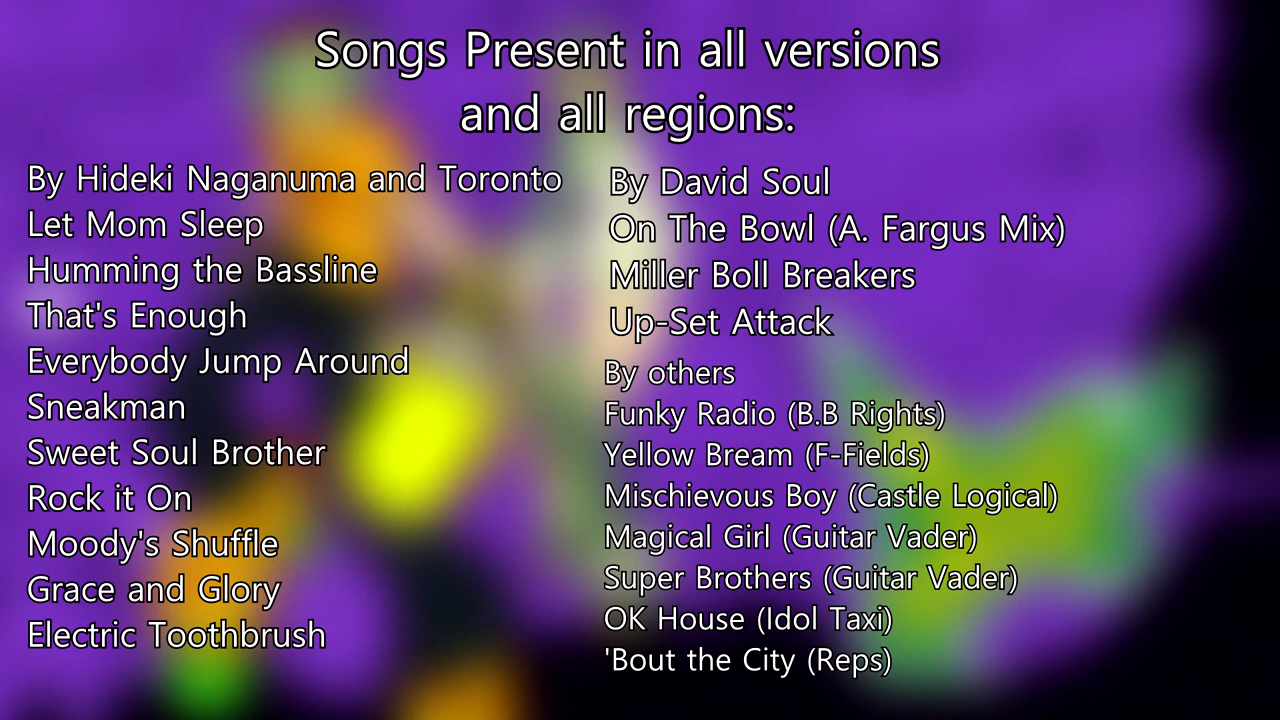 Songs Present in all versions
and all regions:
By Hideki Naganuma and Toronto
Let Mom Sleep
Humming the Bassline
That's Enough
Everybody Jump Around
Sneakman
Sweet Soul Brother
Rock it On
Moody's Shuffle
Grace and Glory
Electric Toothbrush
By David Soul
On The Bowl (A. Fargus Mix)
Miller Boll Breakers
Up-Set Attack
By others
Funky Radio (B.B Rights)
Yellow Bream (F-Fields)
Mischievous Boy (Castle Logical)
Magical Girl (Guitar Vader)
Super Brothers (Guitar Vader)
OK House (Idol Taxi)
'Bout the City (Reps)